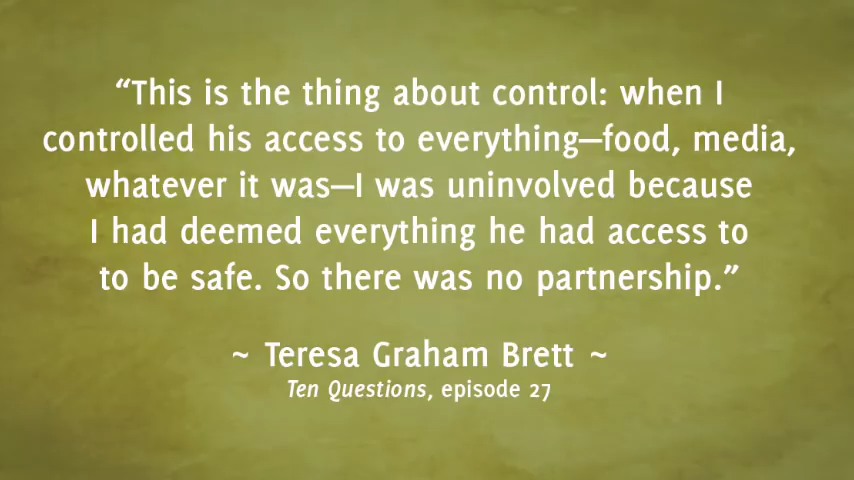 “This is the thing about control: when I
controlled his access to everything—food, media,
whatever it was—I was uninvolved because
I had deemed everything he had access to
to be safe. So there was no partnership.”
~ Teresa Graham Brett ~
Ten Questions, episode 27